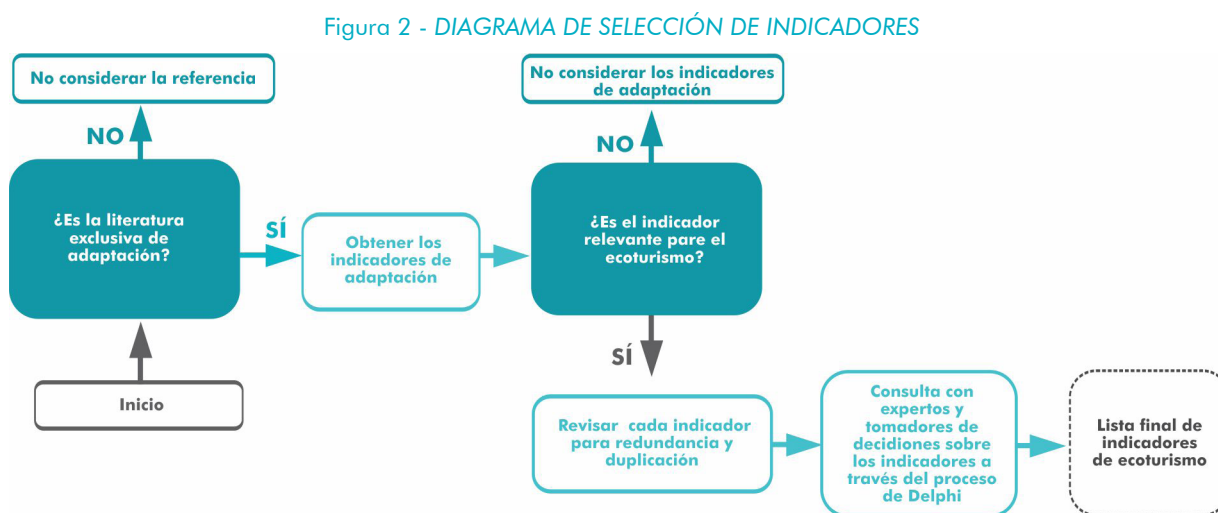 Figura 2 - DIAGRAMA DE SELECCIÓN DE INDICADORES
No considerar la referencia
No considerar los indicadores
de adaptación
NO
NO
¿Es la literatura
exclusiva de
adaptación?
SÍ
Obtener los
indicadores de
adaptación
¿Es el indicador
relevante pare el
ecoturismo?
Inicio
SÍ
Revisar cada indicador
para redundancia y
duplicación
Consulta con
expertos y
tomadores de
decidiones sobre
los indicadores a
través del proceso
de Delphi
Lista final de
indicadores
de ecoturismo